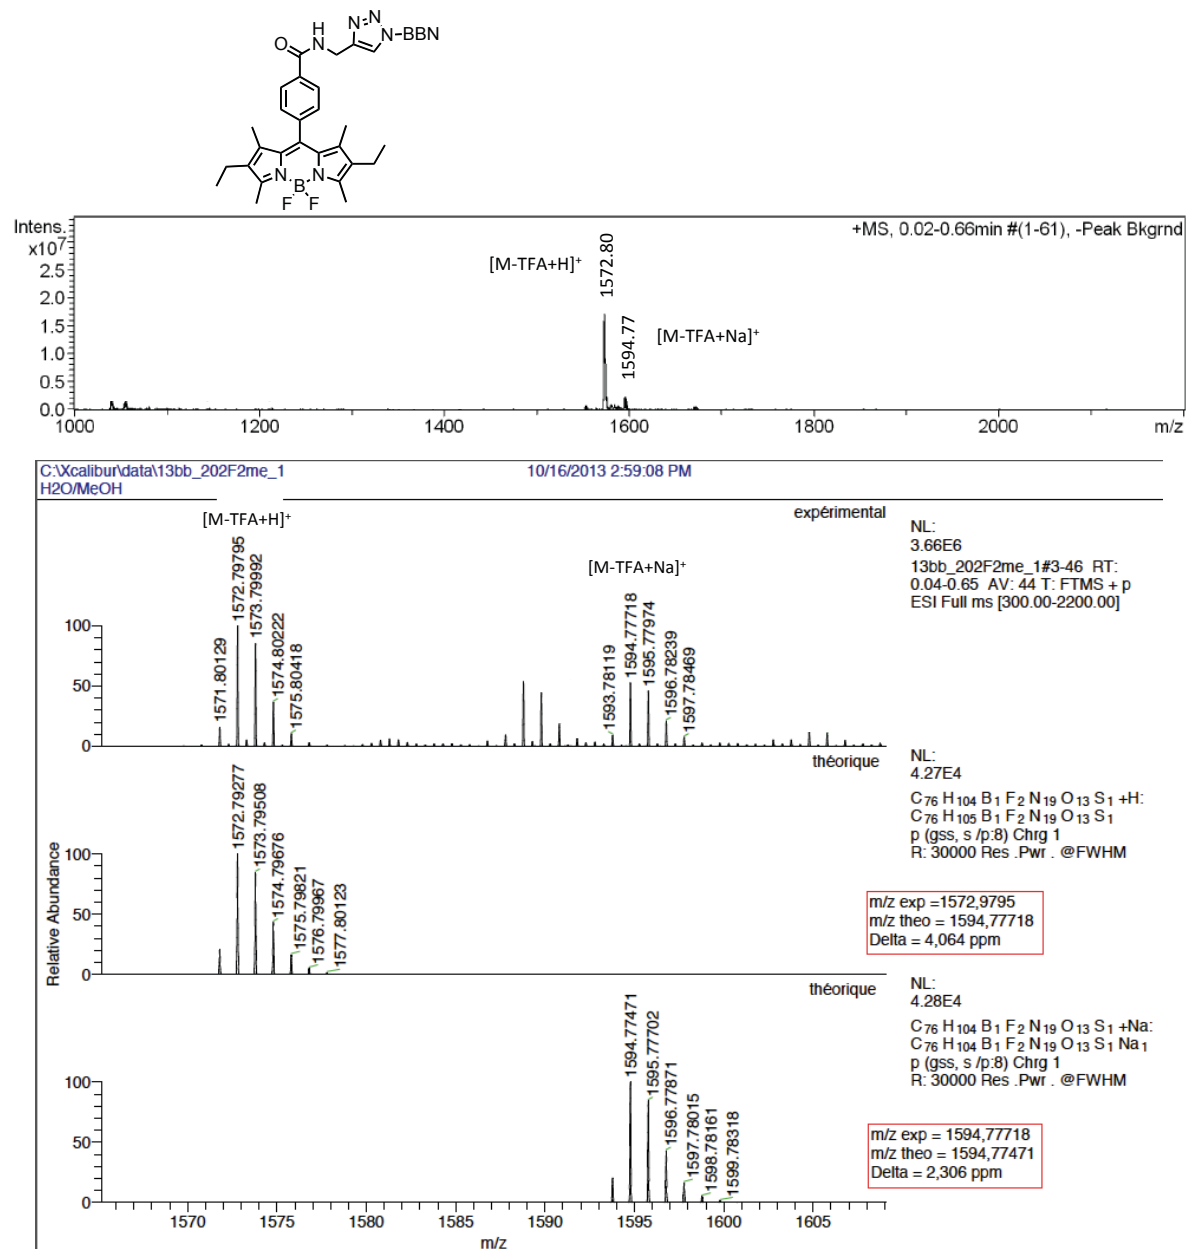 H
N
O
N
N
N
BBN
N
N
B
F
F
Intens.
x10⁷
+MS, 0.02-0.66min #(1-61), -Peak Bkgrnd
2.5
2.0
1.5
1.0
0.5
0.0
[M-TFA+H]⁺
1572.80
1594.77
[M-TFA+Na]⁺
1000
1200
1400
1600
1800
2000
m/z
C:\Xcalibur\data\13bb_202F2me_1
10/16/2013 2:59:08 PM
H2O/MeOH
[M-TFA+H]⁺
expérimental
[M-TFA+Na]⁺
NL:
3.66E6
13bb_202F2me_1#3-46 RT:
0.04-0.65 AV: 44 T: FTMS + p
ESI Full ms [300.00-2200.00]
100
50
0
1571.80129
1572.79795
1573.79992
1574.80222
1575.80418
1593.78119
1594.77718
1595.77974
1596.78239
1597.78469
théorique
NL:
4.27E4
C76 H104 B1 F2 N19 O13 S1 +H:
C76 H105 B1 F2 N19 O13 S1
p (gss, s /p:8) Chrg 1
R: 30000 Res .Pwr . @FWHM
Relative Abundance
100
50
0
1572.79277
1573.79508
1574.79676
1575.79821
1576.79967
1577.80123
m/z exp =1572,9795
m/z theo = 1594,77718
Delta = 4,064 ppm
théorique
NL:
4.28E4
C76 H104 B1 F2 N19 O13 S1 +Na:
C76 H104 B1 F2 N19 O13 S1 Na1
p (gss, s /p:8) Chrg 1
R: 30000 Res .Pwr . @FWHM
100
50
0
1594.77471
1595.77702
1596.77871
1597.78015
1598.78161
1599.78318
m/z exp = 1594,77718
m/z theo = 1594,77471
Delta = 2,306 ppm
1570
1575
1580
1585
1590
1595
1600
1605
m/z